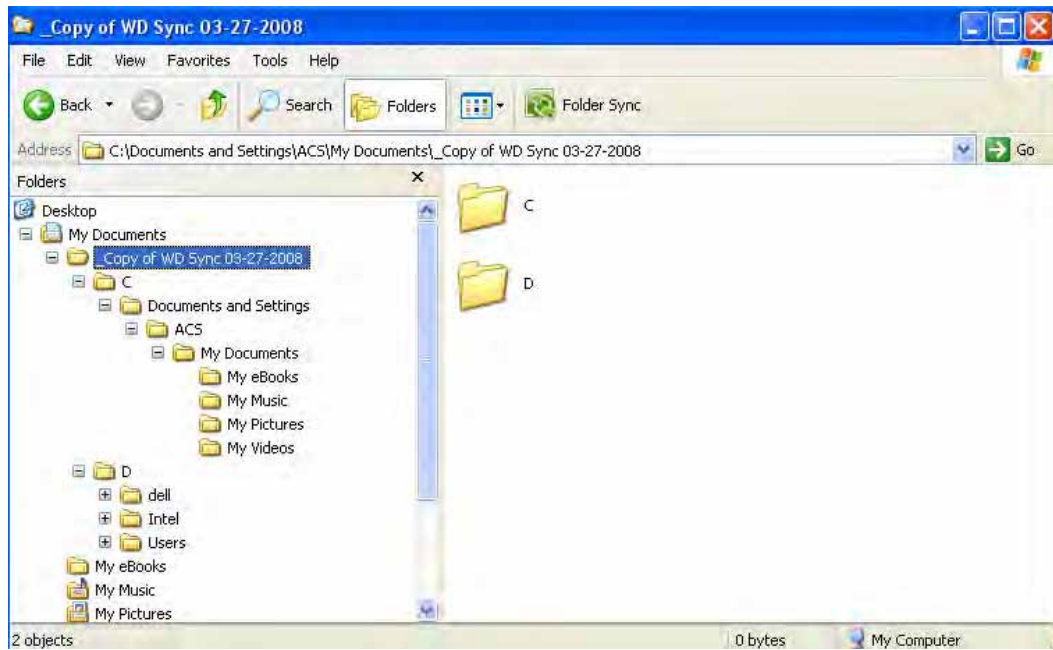 _Copy of WD Sync 03-27-2008
File Edit View Favorites Tools Help
Back Search Folders Folder Sync
Address C:\Documents and Settings\ACS\My Documents\_Copy of WD Sync 03-27-2008 Go
Folders x
Desktop
My Documents
_Copy of WD Sync 03-27-2008
C
Documents and Settings
ACS
My Documents
My eBooks
My Music
My Pictures
My Videos
D
dell
Intel
Users
My eBooks
My Music
My Pictures
C
D
2 objects 0 bytes My Computer